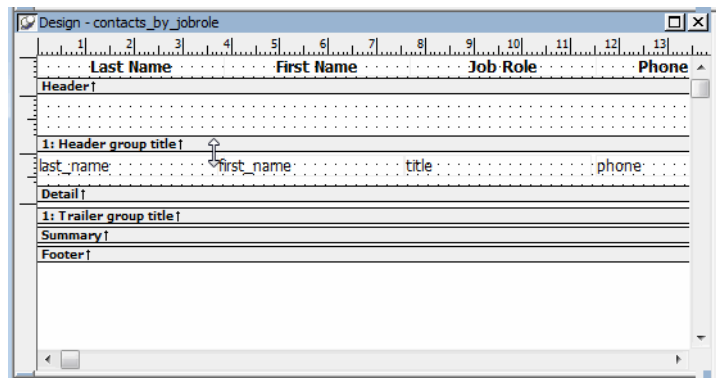 Design - contacts_by_jobrole
1 2 3 4 5 6 7 8 9 10 11 12 13
Last Name First Name Job Role Phone
Header↑
1: Header group title↑
last_name first_name title phone
Detail↑
1: Trailer group title↑
Summary↑
Footer↑